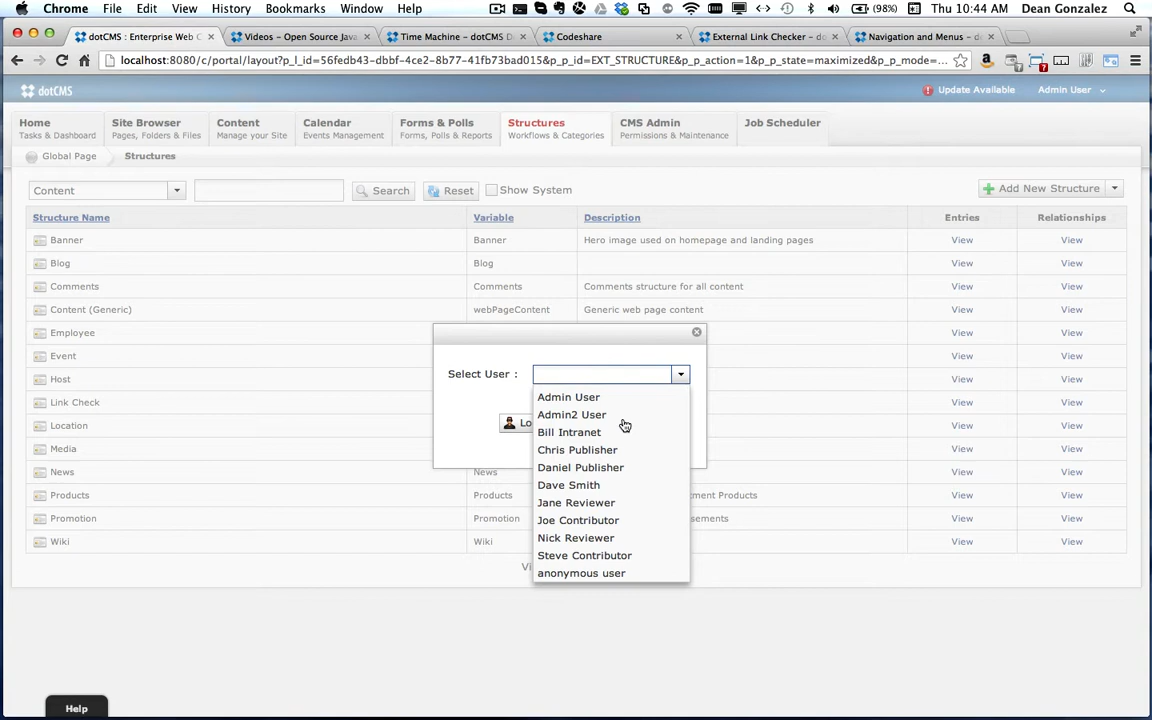 Chrome File Edit View History Bookmarks Window Help (98%) Thu 10:44 AM Dean Gonzalez
dotCMS : Enterprise Web C Videos – Open Source Java Time Machine – dotCMS D Codeshare External Link Checker – do Navigation and Menus – do
localhost:8080/c/portal/layout?p_l_id=56fedb43-dbbf-4ce2-8b77-41fb73bad015&p_p_id=EXT_STRUCTURE&p_p_action=1&p_p_state=maximized&p_p_mode=...
dotCMS Update Available Admin User
Home Site Browser Content Calendar Forms & Polls Structures CMS Admin Job Scheduler
Tasks & Dashboard Pages, Folders & Files Manage your Site Events Management Forms, Polls & Reports Workflows & Categories Permissions & Maintenance
Global Page Structures
Content Search Reset Show System Add New Structure
Structure Name Variable Description Entries Relationships
Banner Banner Hero image used on homepage and landing pages View View
Blog Blog View View
Comments Comments Comments structure for all content View View
Content (Generic) webPageContent Generic web page content View View
Employee View View
Event View View
Host View View
Link Check View View
Location View View
Media View View
News News View View
Products Products Products View View
Promotion Promotion View View
Wiki Wiki View View
Select User :
Admin User
Admin2 User
Lo
Bill Intranet
Chris Publisher
Daniel Publisher
Dave Smith
Jane Reviewer
Joe Contributor
Nick Reviewer
Steve Contributor
anonymous user
Help